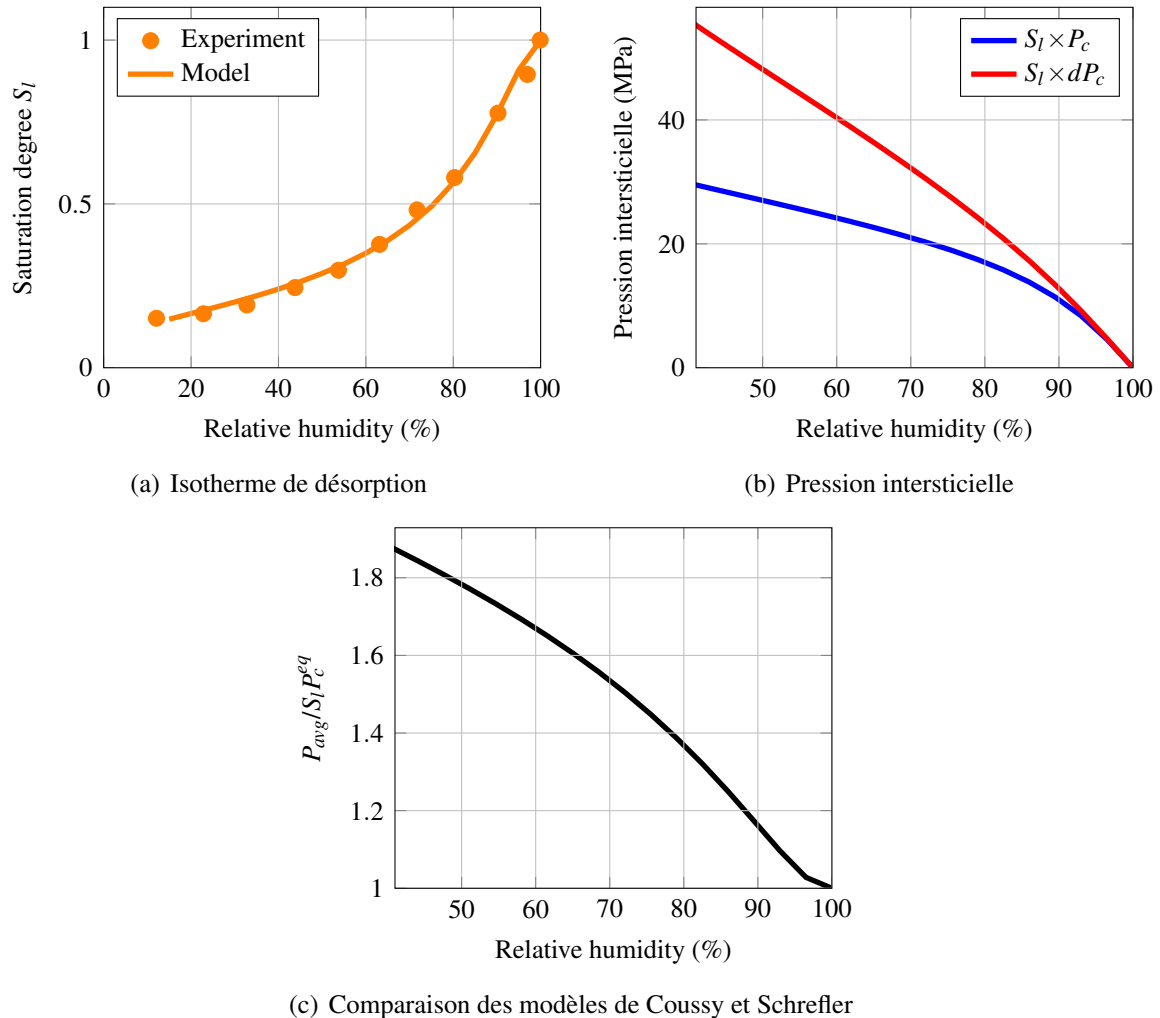 Experiment
Model
1
0.5
0
0
20
40
60
80
100
Saturation degree S_l
Relative humidity (%)
(a) Isotherme de désorption
S_l × P_c
S_l × dP_c
40
20
0
50
60
70
80
90
100
Pression intersticielle (MPa)
Relative humidity (%)
(b) Pression intersticielle
1.8
1.6
1.4
1.2
1
50
60
70
80
90
100
P_avg/S_l P_c^eq
Relative humidity (%)
(c) Comparaison des modèles de Coussy et Schrefler